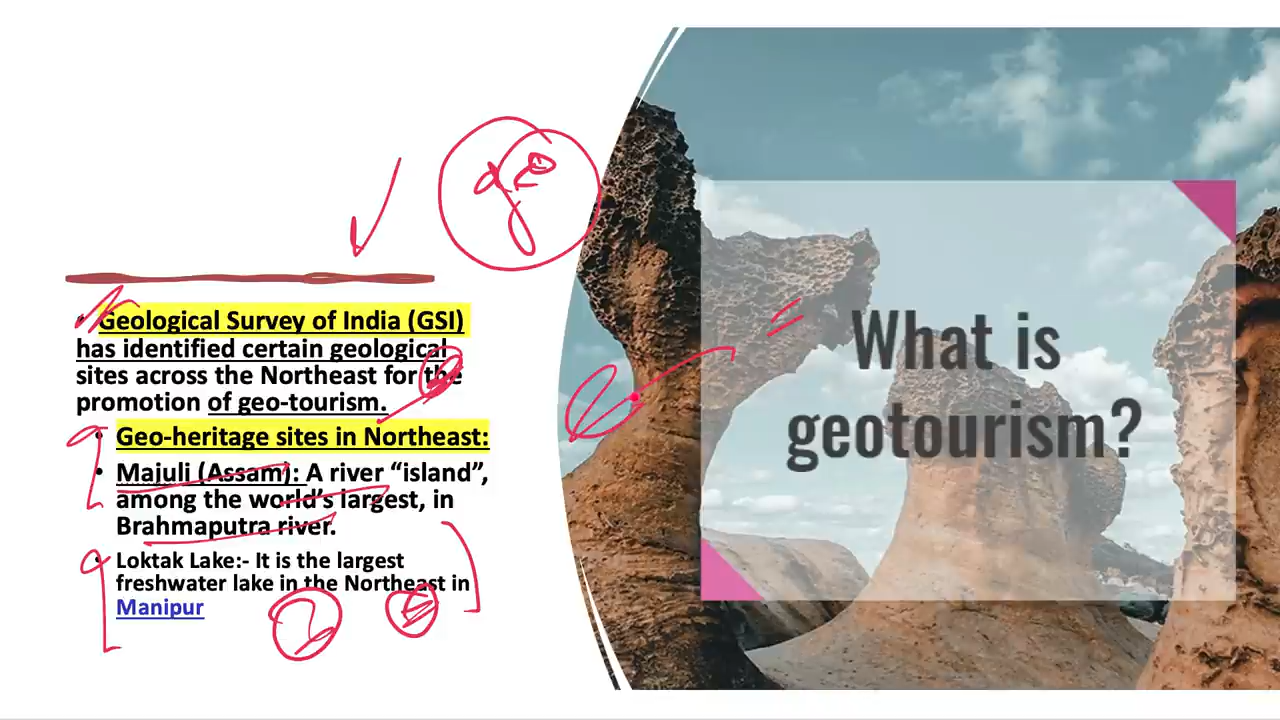 Geological Survey of India (GSI)
has identified certain geological
sites across the Northeast for the
promotion of geo-tourism.
• Geo-heritage sites in Northeast:
• Majuli (Assam): A river “island”,
among the world’s largest, in
Brahmaputra river.
• Loktak Lake:- It is the largest
freshwater lake in the Northeast in
Manipur
What is
geotourism?